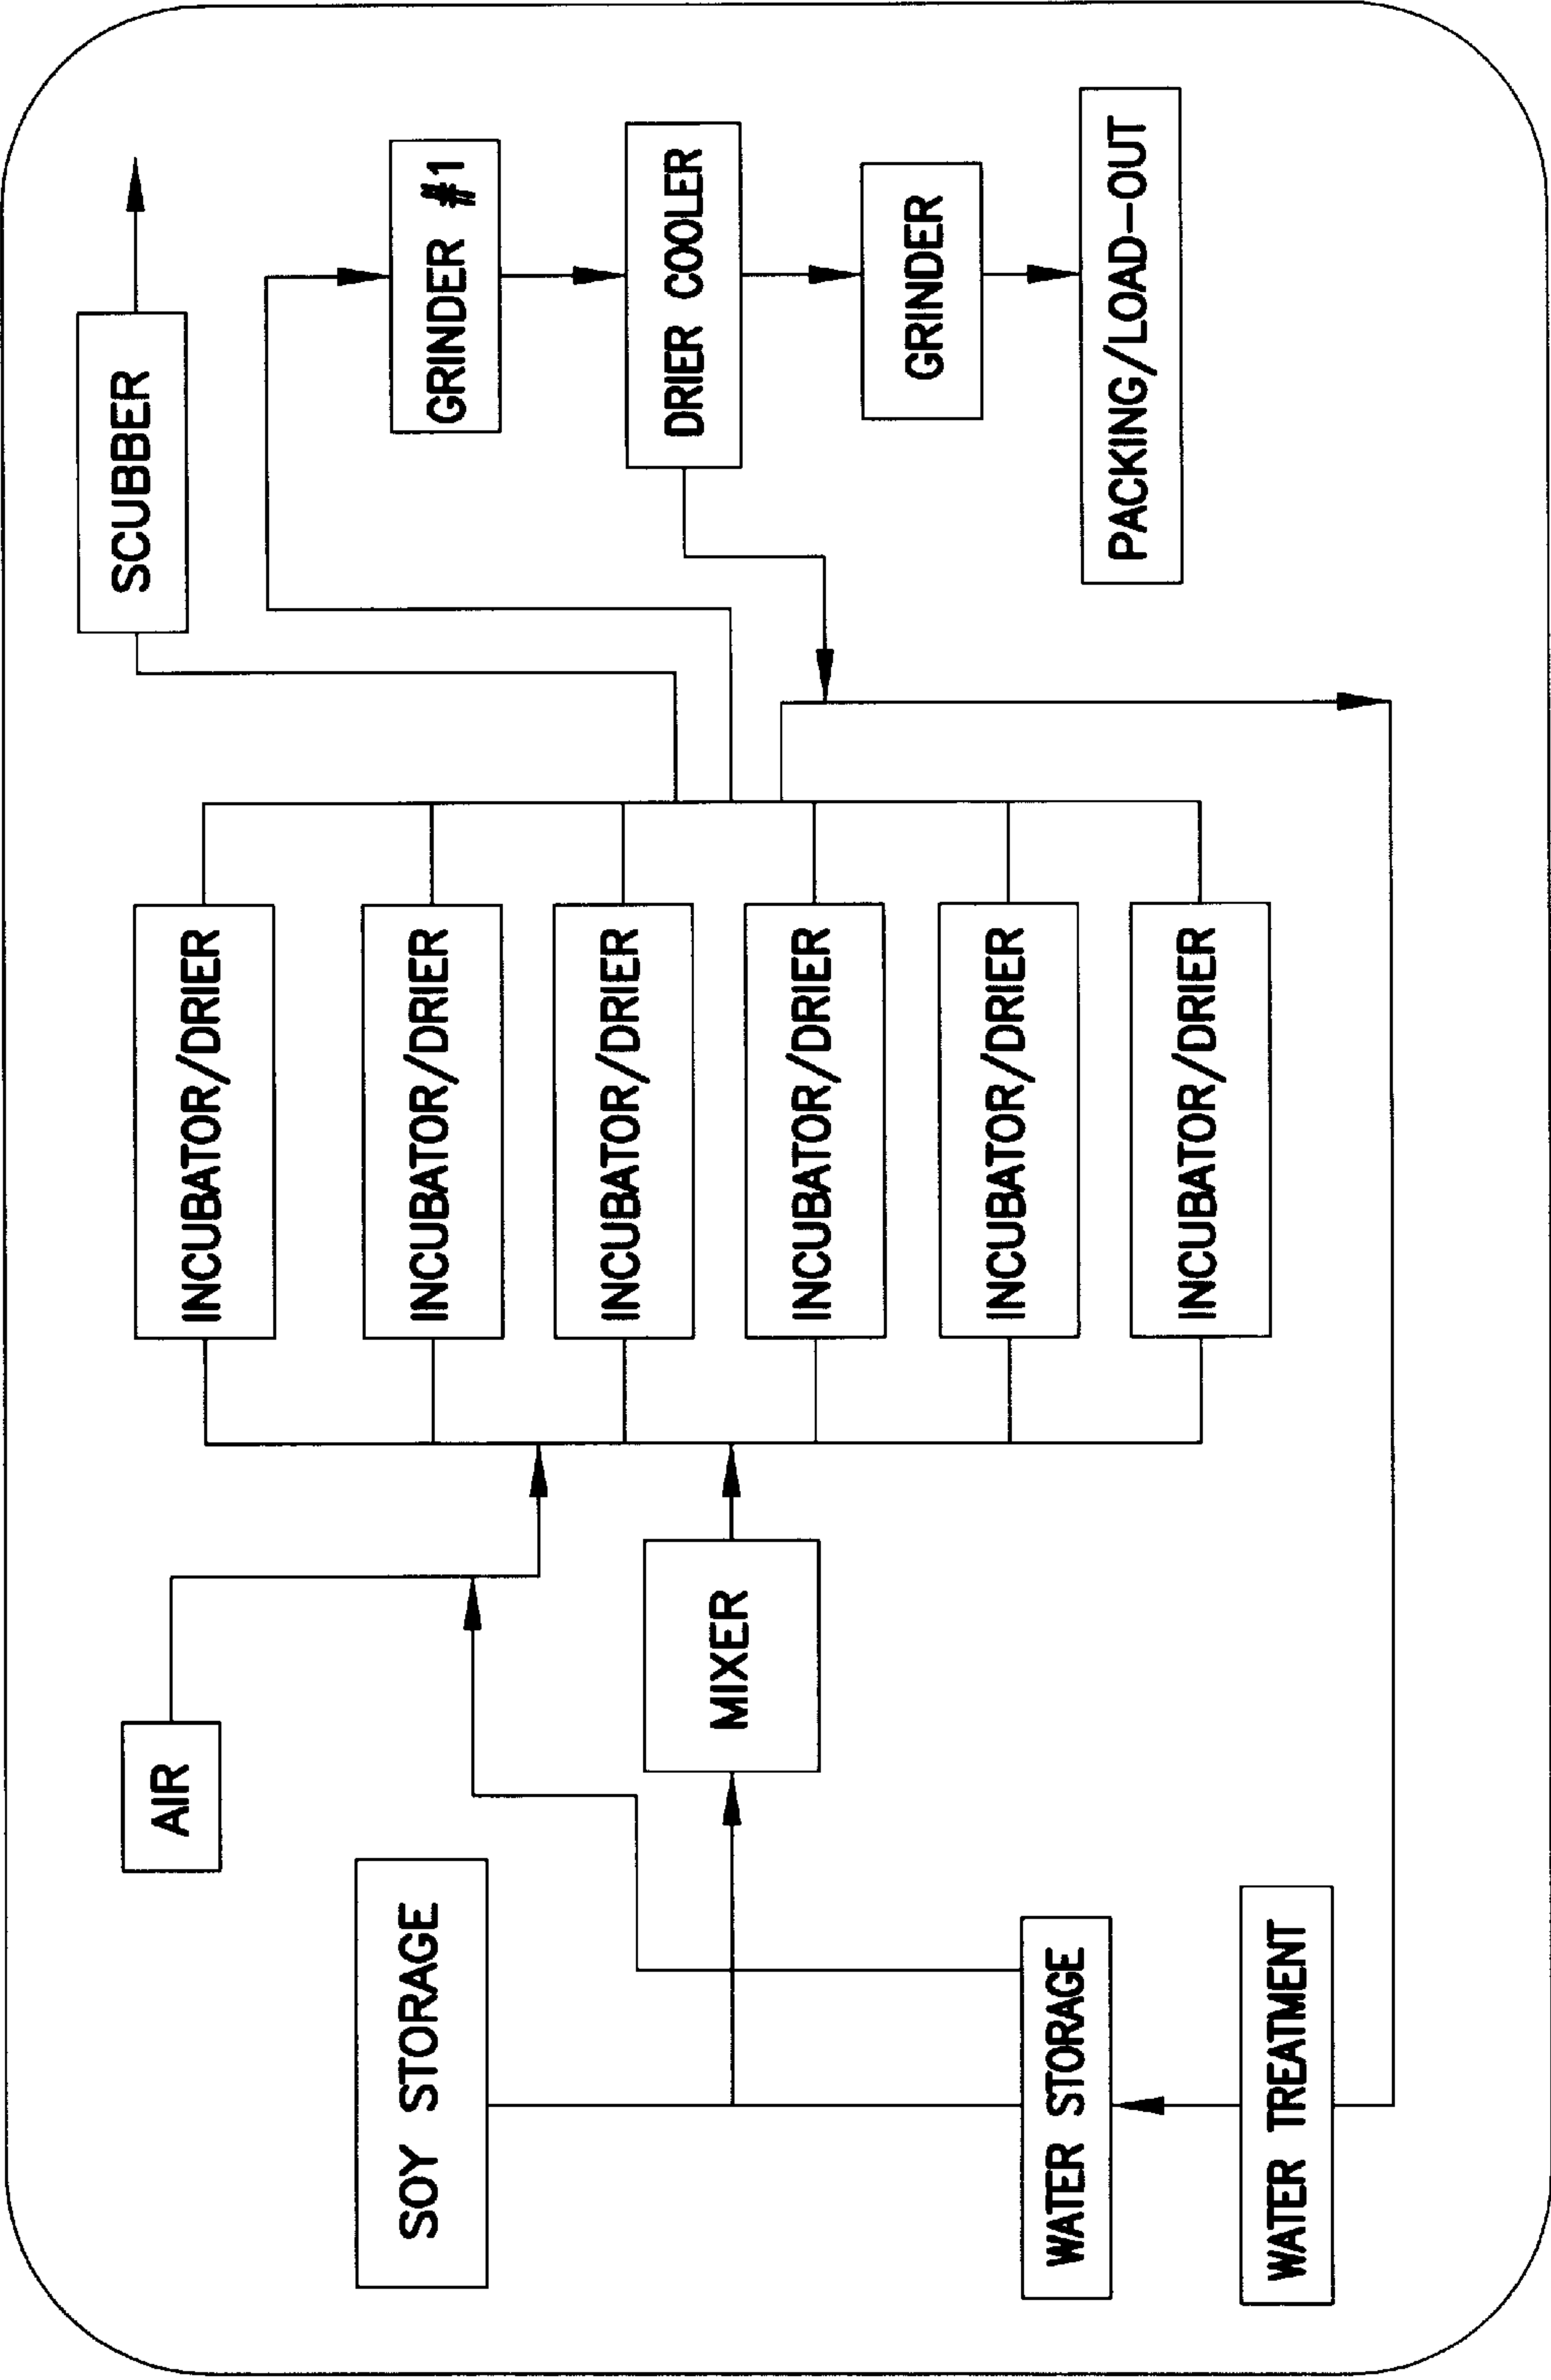 AIR
SOY STORAGE
WATER STORAGE
WATER TREATMENT
MIXER
INCUBATOR/DRIER
INCUBATOR/DRIER
INCUBATOR/DRIER
INCUBATOR/DRIER
INCUBATOR/DRIER
INCUBATOR/DRIER
SCUBBER
GRINDER #1
DRIER COOLER
GRINDER
PACKING/LOAD-OUT